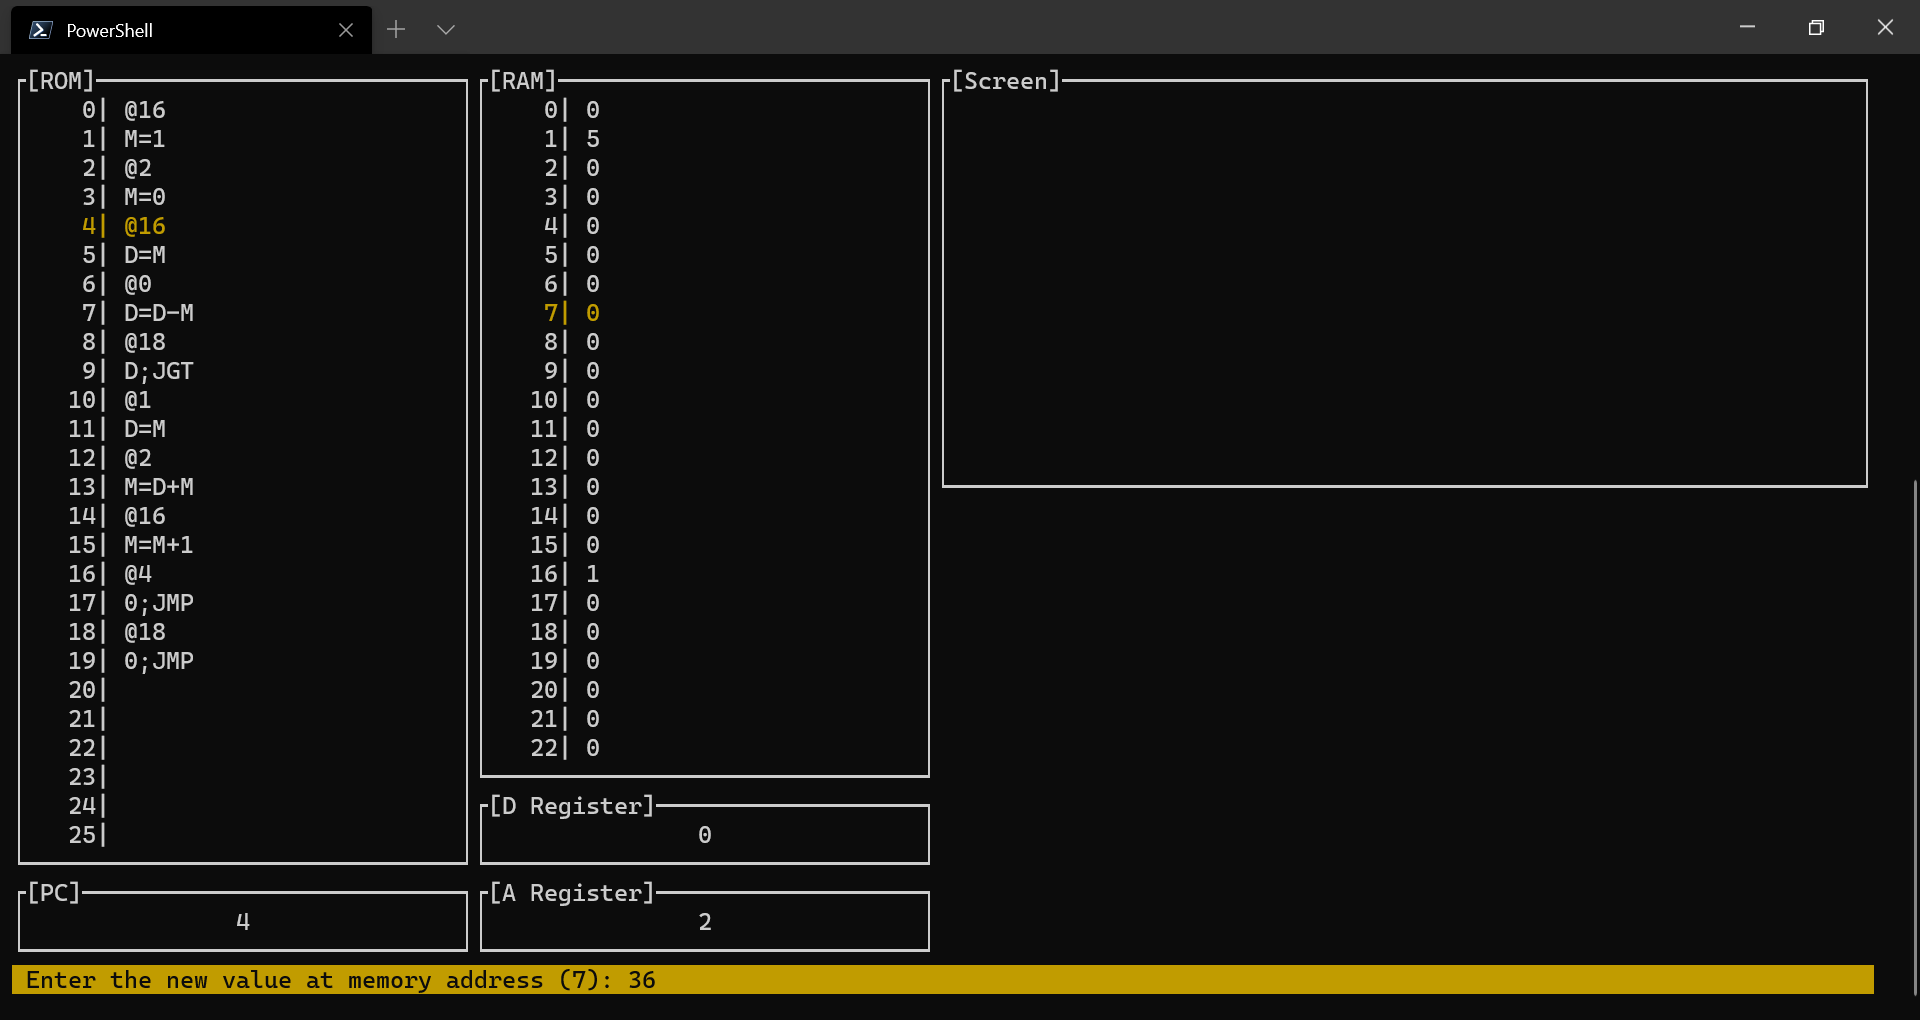 PowerShell
[ROM]
0| @16
1| M=1
2| @2
3| M=0
4| @16
5| D=M
6| @0
7| D=D-M
8| @18
9| D;JGT
10| @1
11| D=M
12| @2
13| M=D+M
14| @16
15| M=M+1
16| @4
17| 0;JMP
18| @18
19| 0;JMP
20|
21|
22|
23|
24|
25|
[PC]
4
[RAM]
0| 0
1| 5
2| 0
3| 0
4| 0
5| 0
6| 0
7| 0
8| 0
9| 0
10| 0
11| 0
12| 0
13| 0
14| 0
15| 0
16| 1
17| 0
18| 0
19| 0
20| 0
21| 0
22| 0
[D Register]
0
[A Register]
2
[Screen]
Enter the new value at memory address (7): 36